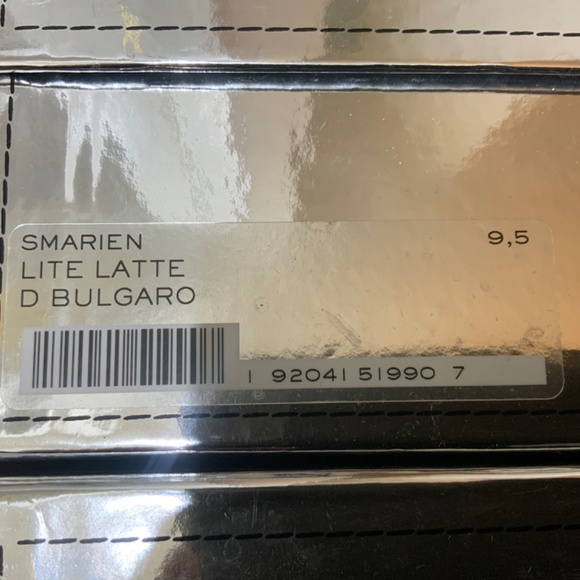 SMARIEN 9,5
LITE LATTE
D BULGARO
1 92041 51990 7